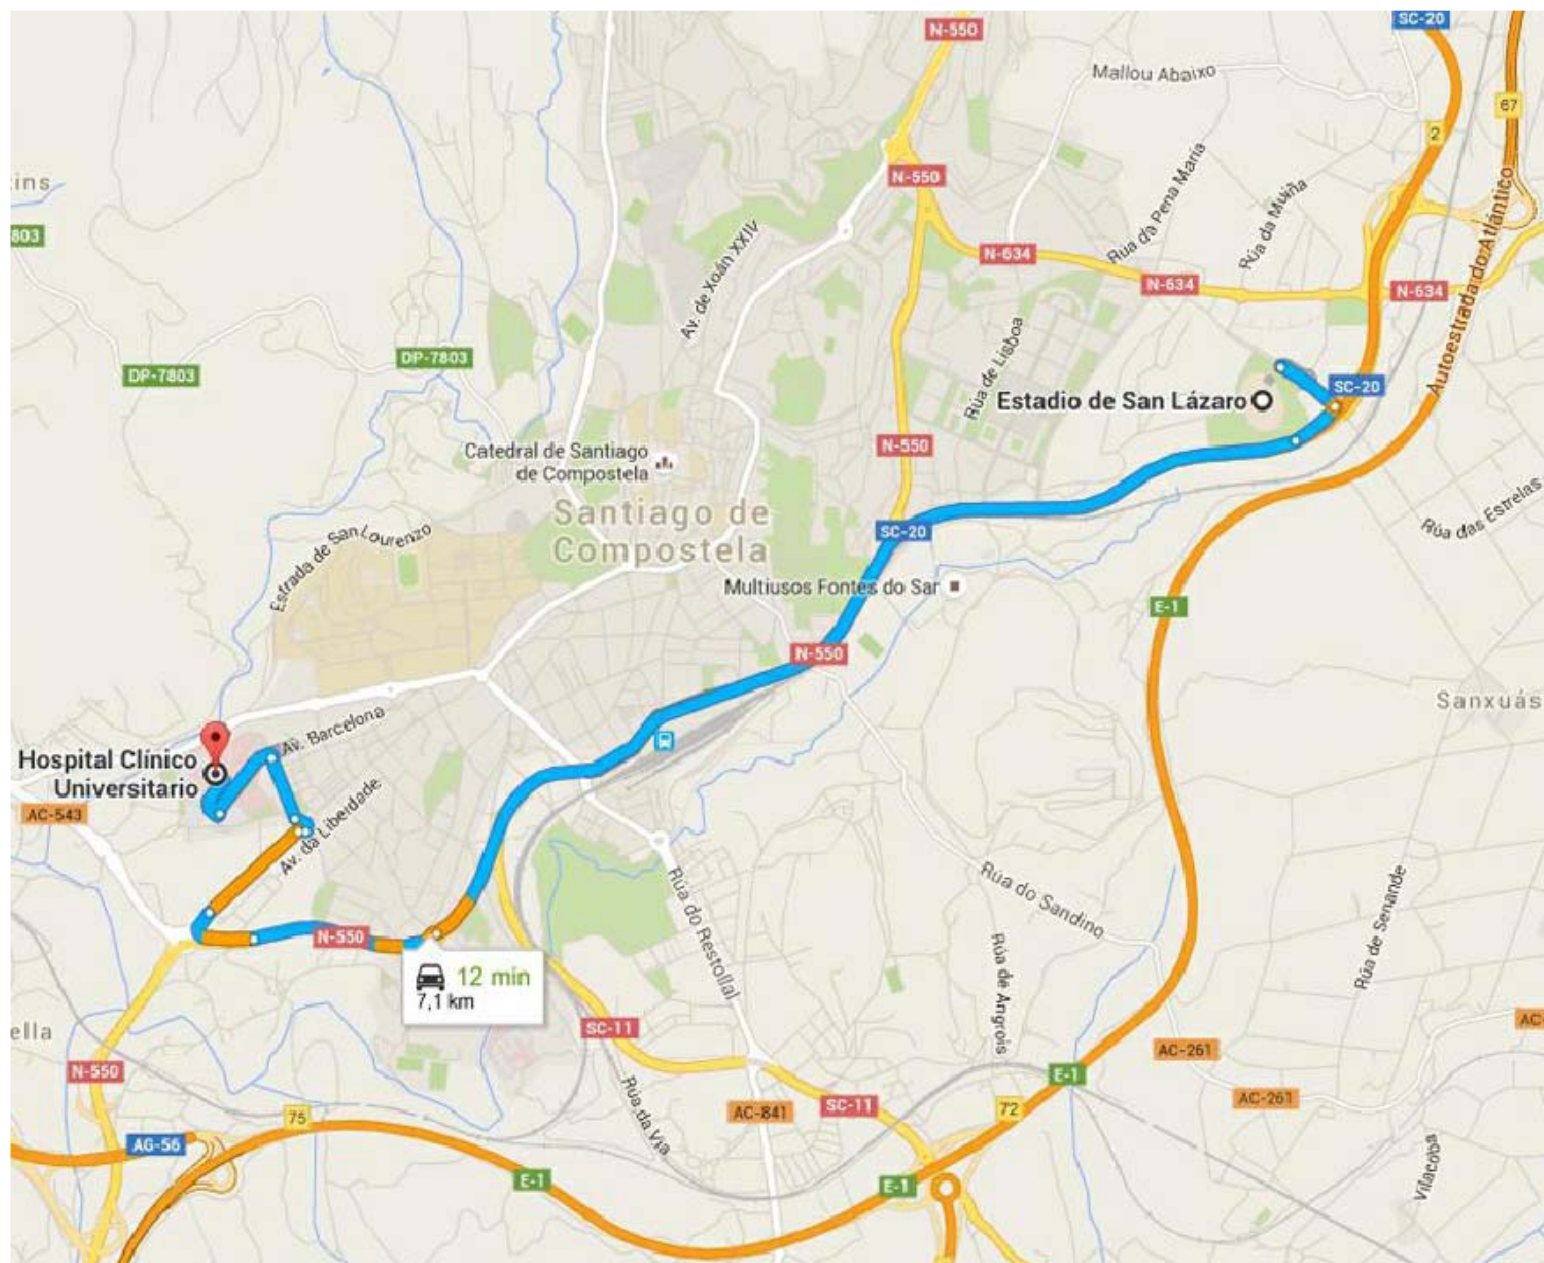 SC-20
N-550
Mallou Abaixo
67
2
ins
N-550
Rúa da Pena María
Rúa da Muíña
803
Av. de Xoán XXIV
N-634
N-634
N-634
Autoestrada do Atlántico
DP-7803
DP-7803
Rúa de Lisboa
SC-20
Estadio de San Lázaro
N-550
Catedral de Santiago
de Compostela
Santiago de
Compostela
Rúa das Estrelas
SC-20
Estrada de San Lourenzo
Multiusos Fontes do Sar
E-1
N-550
Sanxuás
Av. Barcelona
Hospital Clínico
Universitario
AC-543
Av. da Liberdade
Rúa do Restollal
Rúa do Sandino
Rúa de Senande
N-550
12 min
7,1 km
Rúa de Angrois
ella
SC-11
AC-
AC-261
N-550
E-1
AC-261
Rúa da Vía
75
AC-841
SC-11
72
AG-56
E-1
E-1